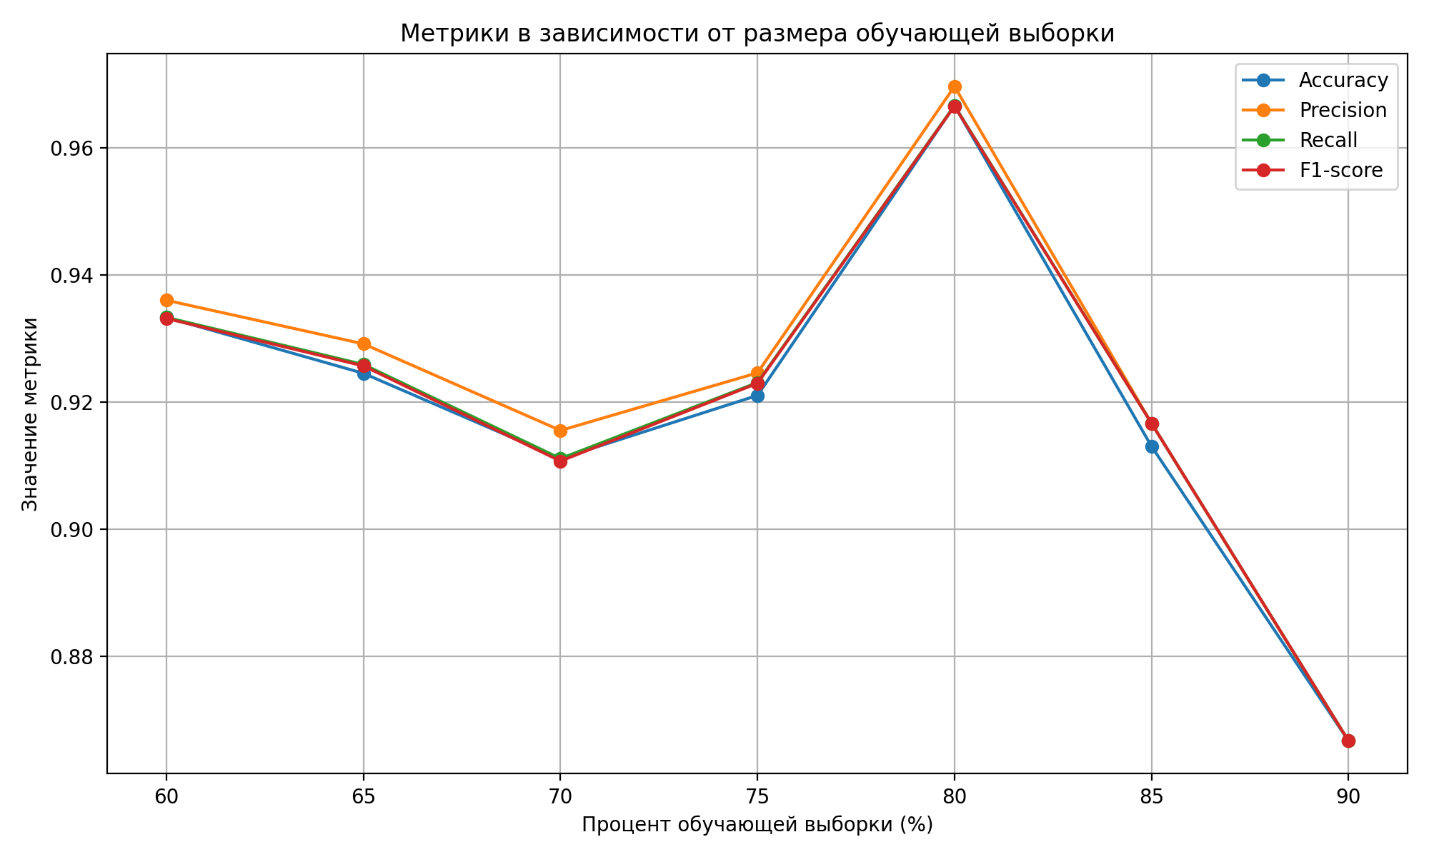 Метрики в зависимости от размера обучающей выборки
Accuracy
Precision
Recall
F1-score
Значение метрики
0.96
0.94
0.92
0.90
0.88
60 65 70 75 80 85 90
Процент обучающей выборки (%)